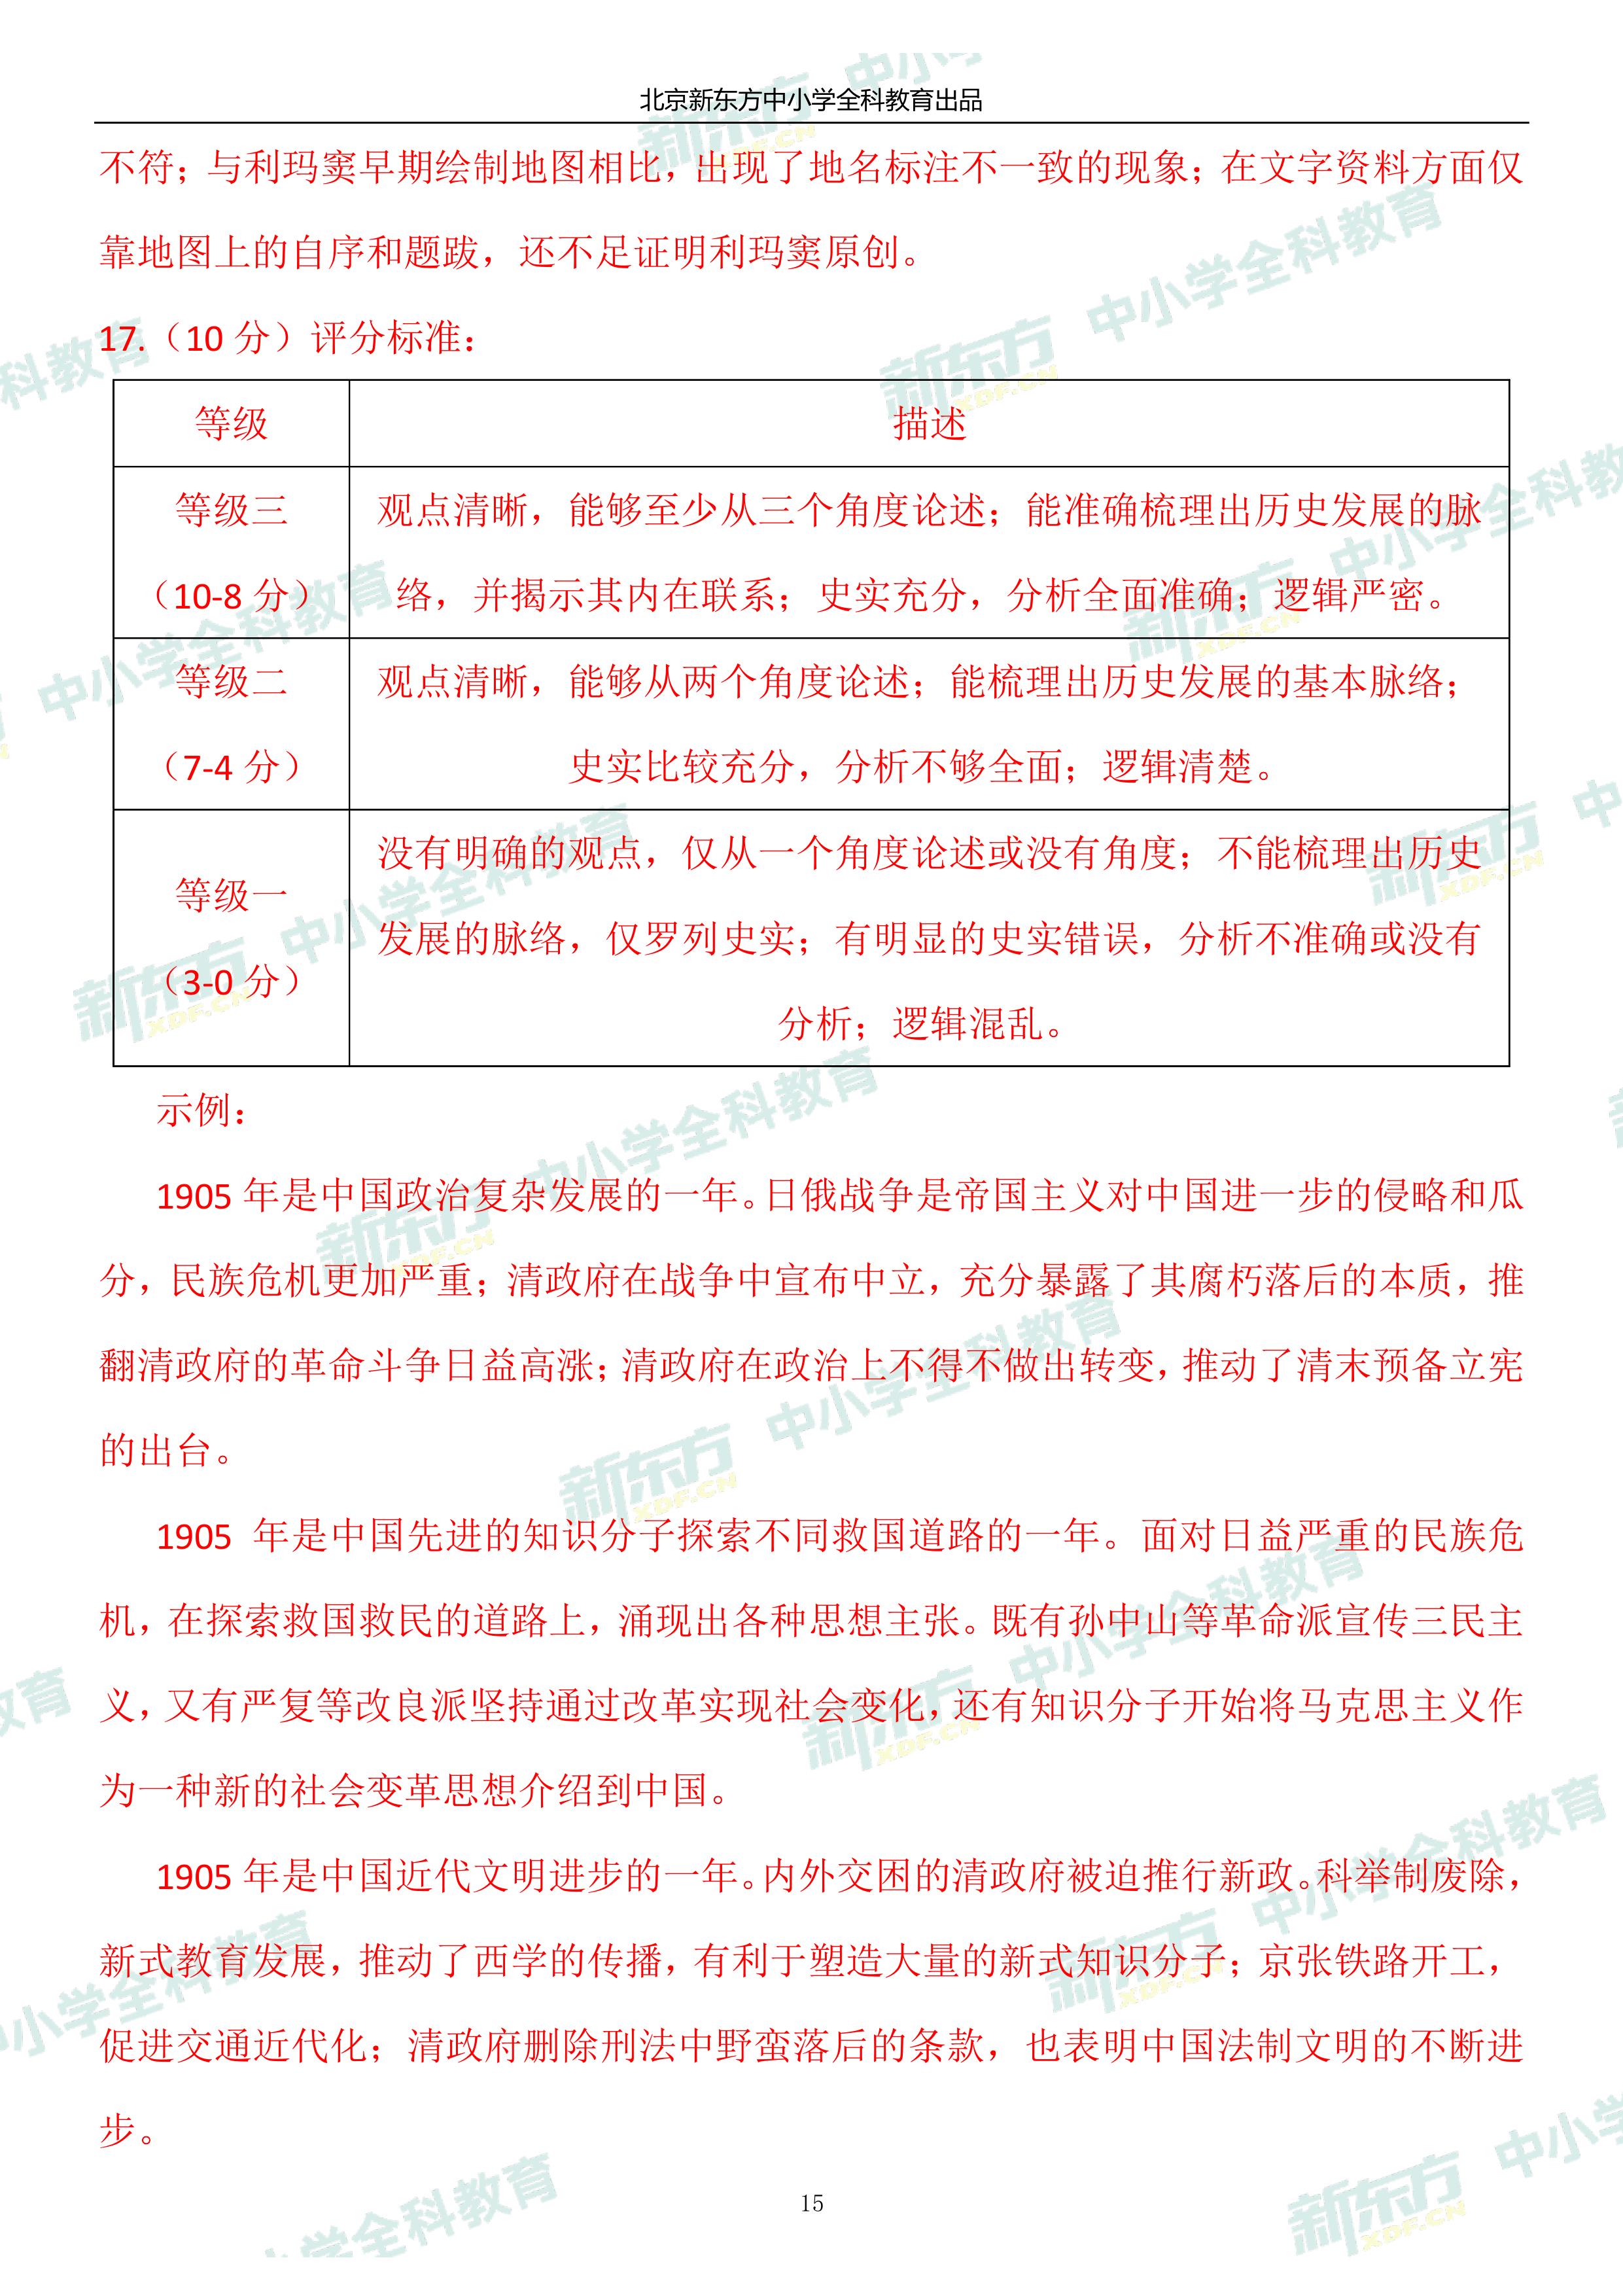 北京新东方中小学全科教育出品
不符；与利玛窦早期绘制地图相比，出现了地名标注不一致的现象；在文字资料方面仅
靠地图上的自序和题跋，还不足证明利玛窦原创。
17.（10 分）评分标准：
等级
描述
等级三
（10-8 分）
观点清晰，能够至少从三个角度论述；能准确梳理出历史发展的脉
络，并揭示其内在联系；史实充分，分析全面准确；逻辑严密。
等级二
（7-4 分）
观点清晰，能够从两个角度论述；能梳理出历史发展的基本脉络；
史实比较充分，分析不够全面；逻辑清楚。
等级一
（3-0 分）
没有明确的观点，仅从一个角度论述或没有角度；不能梳理出历史
发展的脉络，仅罗列史实；有明显的史实错误，分析不准确或没有
分析；逻辑混乱。
示例：
1905 年是中国政治复杂发展的一年。日俄战争是帝国主义对中国进一步的侵略和瓜
分，民族危机更加严重；清政府在战争中宣布中立，充分暴露了其腐朽落后的本质，推
翻清政府的革命斗争日益高涨；清政府在政治上不得不做出转变，推动了清末预备立宪
的出台。
1905 年是中国先进的知识分子探索不同救国道路的一年。面对日益严重的民族危
机，在探索救国救民的道路上，涌现出各种思想主张。既有孙中山等革命派宣传三民主
义，又有严复等改良派坚持通过改革实现社会变化，还有知识分子开始将马克思主义作
为一种新的社会变革思想介绍到中国。
1905 年是中国近代文明进步的一年。内外交困的清政府被迫推行新政。科举制废除，
新式教育发展，推动了西学的传播，有利于塑造大量的新式知识分子；京张铁路开工，
促进交通近代化；清政府删除刑法中野蛮落后的条款，也表明中国法制文明的不断进
步。
15
新东方 XDF.CN 中小学全科教育